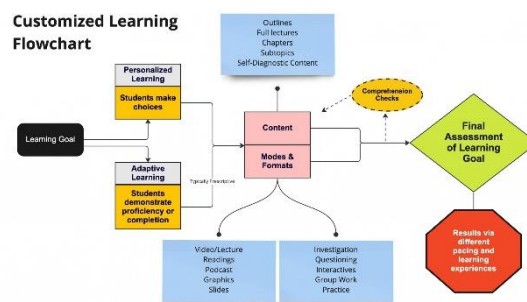 Customized Learning
Flowchart
Outlines
Full lectures
Chapters
Subtopics
Self-Diagnostic Content
Personalized
Learning
Students make
choices
Comprehension
Checks
Learning Goal
Content
Modes &
Formats
Final
Assessment
of Learning
Goal
Adaptive
Learning
Students
demonstrate
proficiency or
completion
Typically Prescriptive
Video/Lecture
Readings
Podcast
Graphics
Slides
Investigation
Questioning
Interactives
Group Work
Practice
Results via
different
pacing and
learning
experiences